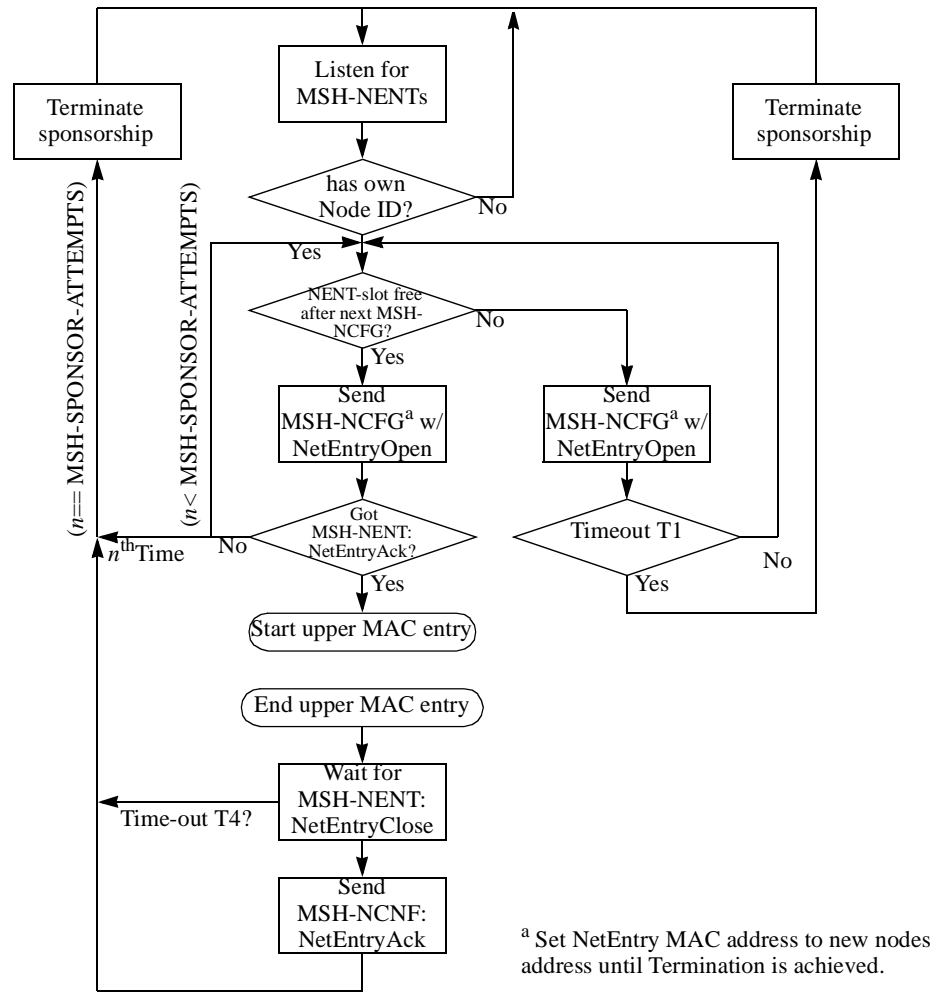 Listen for
MSH-NENTs
Terminate
sponsorship
Terminate
sponsorship
has own
Node ID?
No
Yes
(n== MSH-SPONSOR-ATTEMPTS)
(n< MSH-SPONSOR-ATTEMPTS)
NENT-slot free
after next MSH-
NCFG?
No
Yes
Send
MSH-NCFGᵃ w/
NetEntryOpen
Send
MSH-NCFGᵃ w/
NetEntryOpen
Got
MSH-NENT:
NetEntryAck?
Timeout T1
nᵗʰTime
No
No
Yes
Yes
Start upper MAC entry
End upper MAC entry
Wait for
MSH-NENT:
NetEntryClose
Time-out T4?
Send
MSH-NCNF:
NetEntryAck
ᵃ Set NetEntry MAC address to new nodes
address until Termination is achieved.